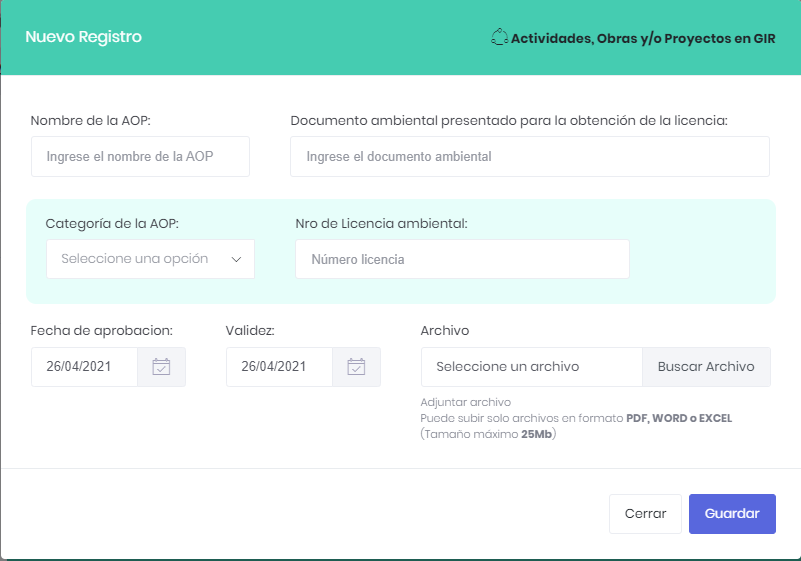 Nuevo Registro
Actividades, Obras y/o Proyectos en GIR
Nombre de la AOP:
Documento ambiental presentado para la obtención de la licencia:
Ingrese el nombre de la AOP
Ingrese el documento ambiental
Categoría de la AOP:
Nro de Licencia ambiental:
Seleccione una opción
Número licencia
Fecha de aprobacion:
Validez:
Archivo
26/04/2021
26/04/2021
Seleccione un archivo
Buscar Archivo
Adjuntar archivo
Puede subir solo archivos en formato PDF, WORD o EXCEL
(Tamaño máximo 25Mb)
Cerrar
Guardar